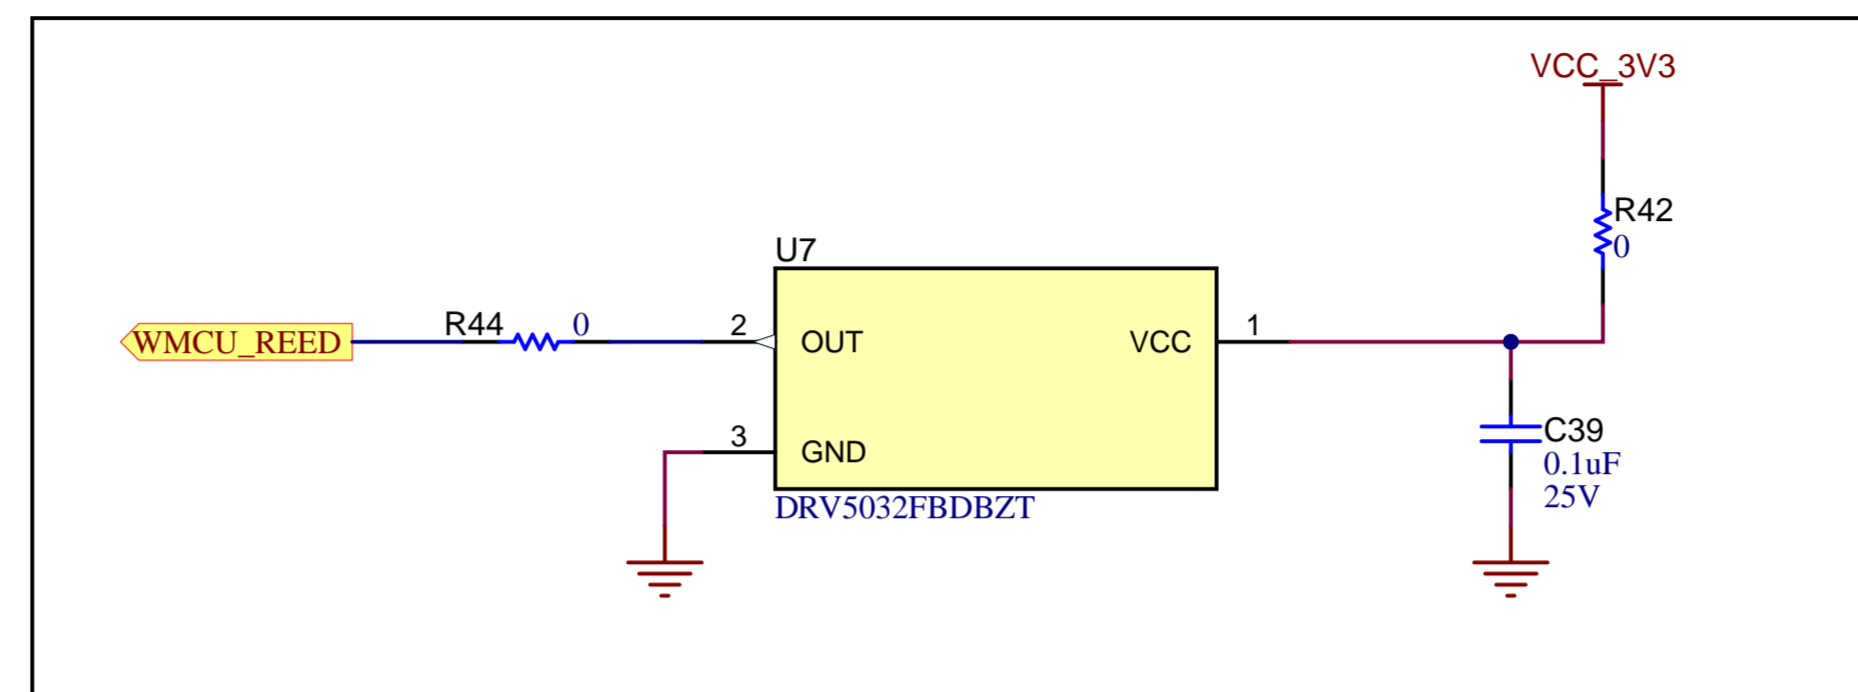 VCC_3V3
R42
0
U7
R44 0
WMCU_REED
2
OUT
VCC
1
3
GND
DRV5032FBDBZT
C39
0.1uF
25V